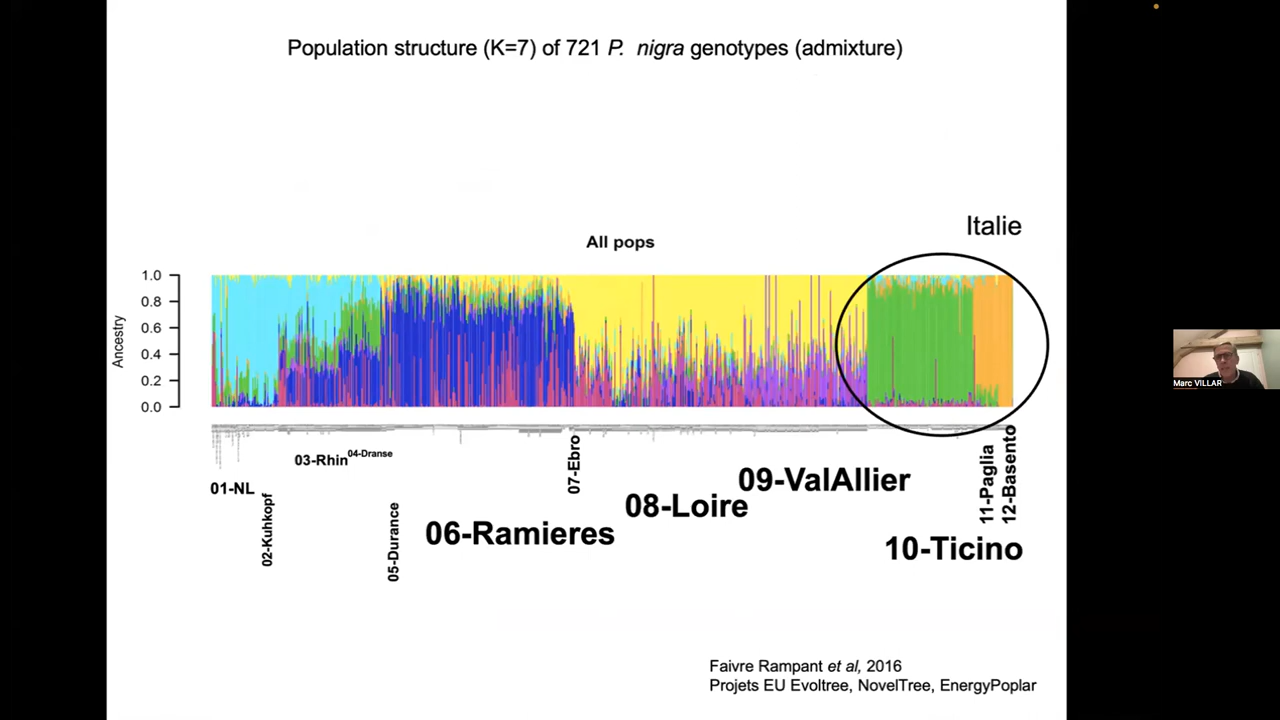 Population structure (K=7) of 721 P. nigra genotypes (admixture)
Italie
All pops
Ancestry
1.0
0.8
0.6
0.4
0.2
0.0
Marc VILLAR
01-NL
02-Kuhkopf
03-Rhin
04-Dranse
05-Durance
06-Ramieres
07-Ebro
08-Loire
09-ValAllier
10-Ticino
11-Paglia
12-Basento
Faivre Rampant et al, 2016
Projets EU Evoltree, NovelTree, EnergyPoplar